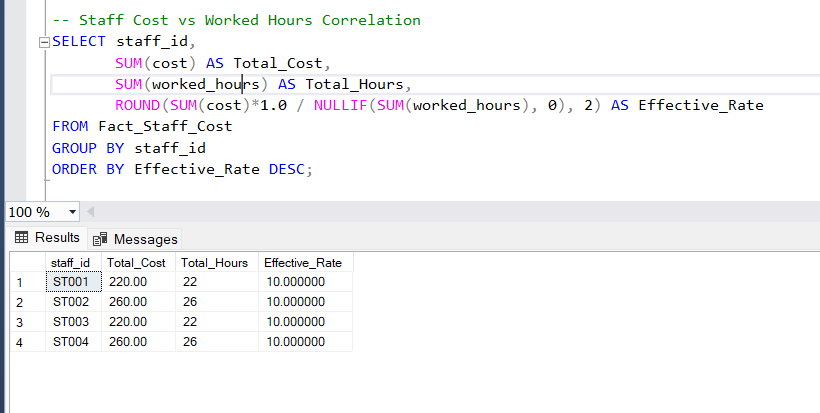 -- Staff Cost vs Worked Hours Correlation
SELECT staff_id,
SUM(cost) AS Total_Cost,
SUM(worked_hours) AS Total_Hours,
ROUND(SUM(cost)*1.0 / NULLIF(SUM(worked_hours), 0), 2) AS Effective_Rate
FROM Fact_Staff_Cost
GROUP BY staff_id
ORDER BY Effective_Rate DESC;
100 %
Results Messages
staff_id Total_Cost Total_Hours Effective_Rate
1 ST001 220.00 22 10.000000
2 ST002 260.00 26 10.000000
3 ST003 220.00 22 10.000000
4 ST004 260.00 26 10.000000